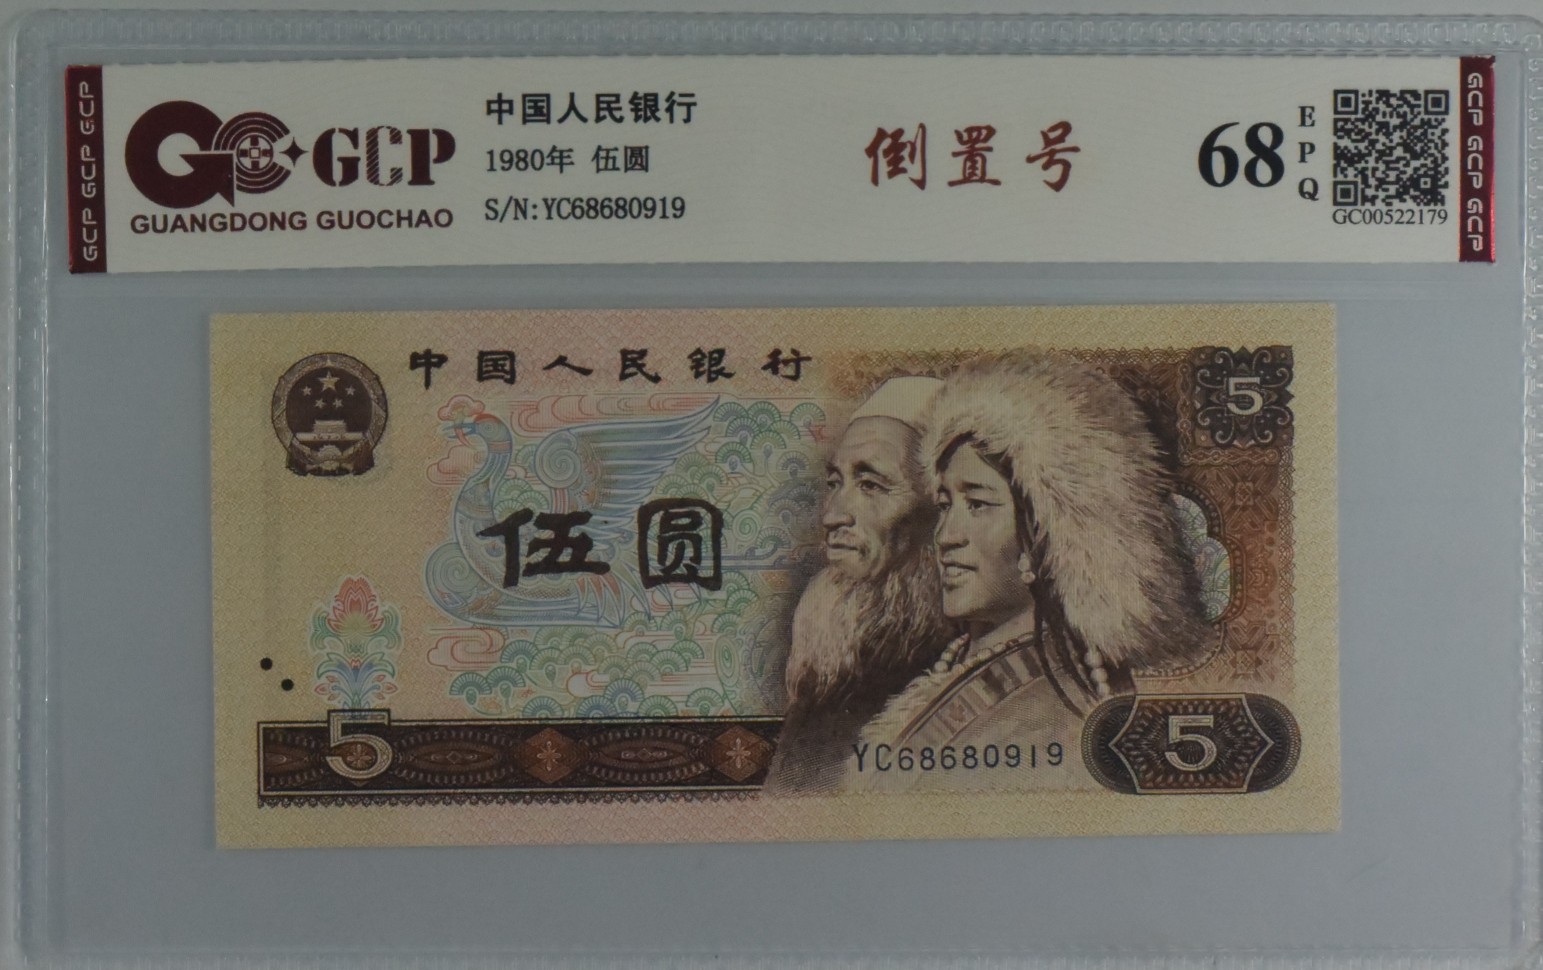 GCP GCP GCP
GCP
GUANGDONG GUOCHAO
中国人民银行
1980年 伍圆
S/N:YC68680919
倒置号
68
EPQ
GC00522179
GCP GCP GCP
中国人民银行
5
伍圆
5
YC68680919
5